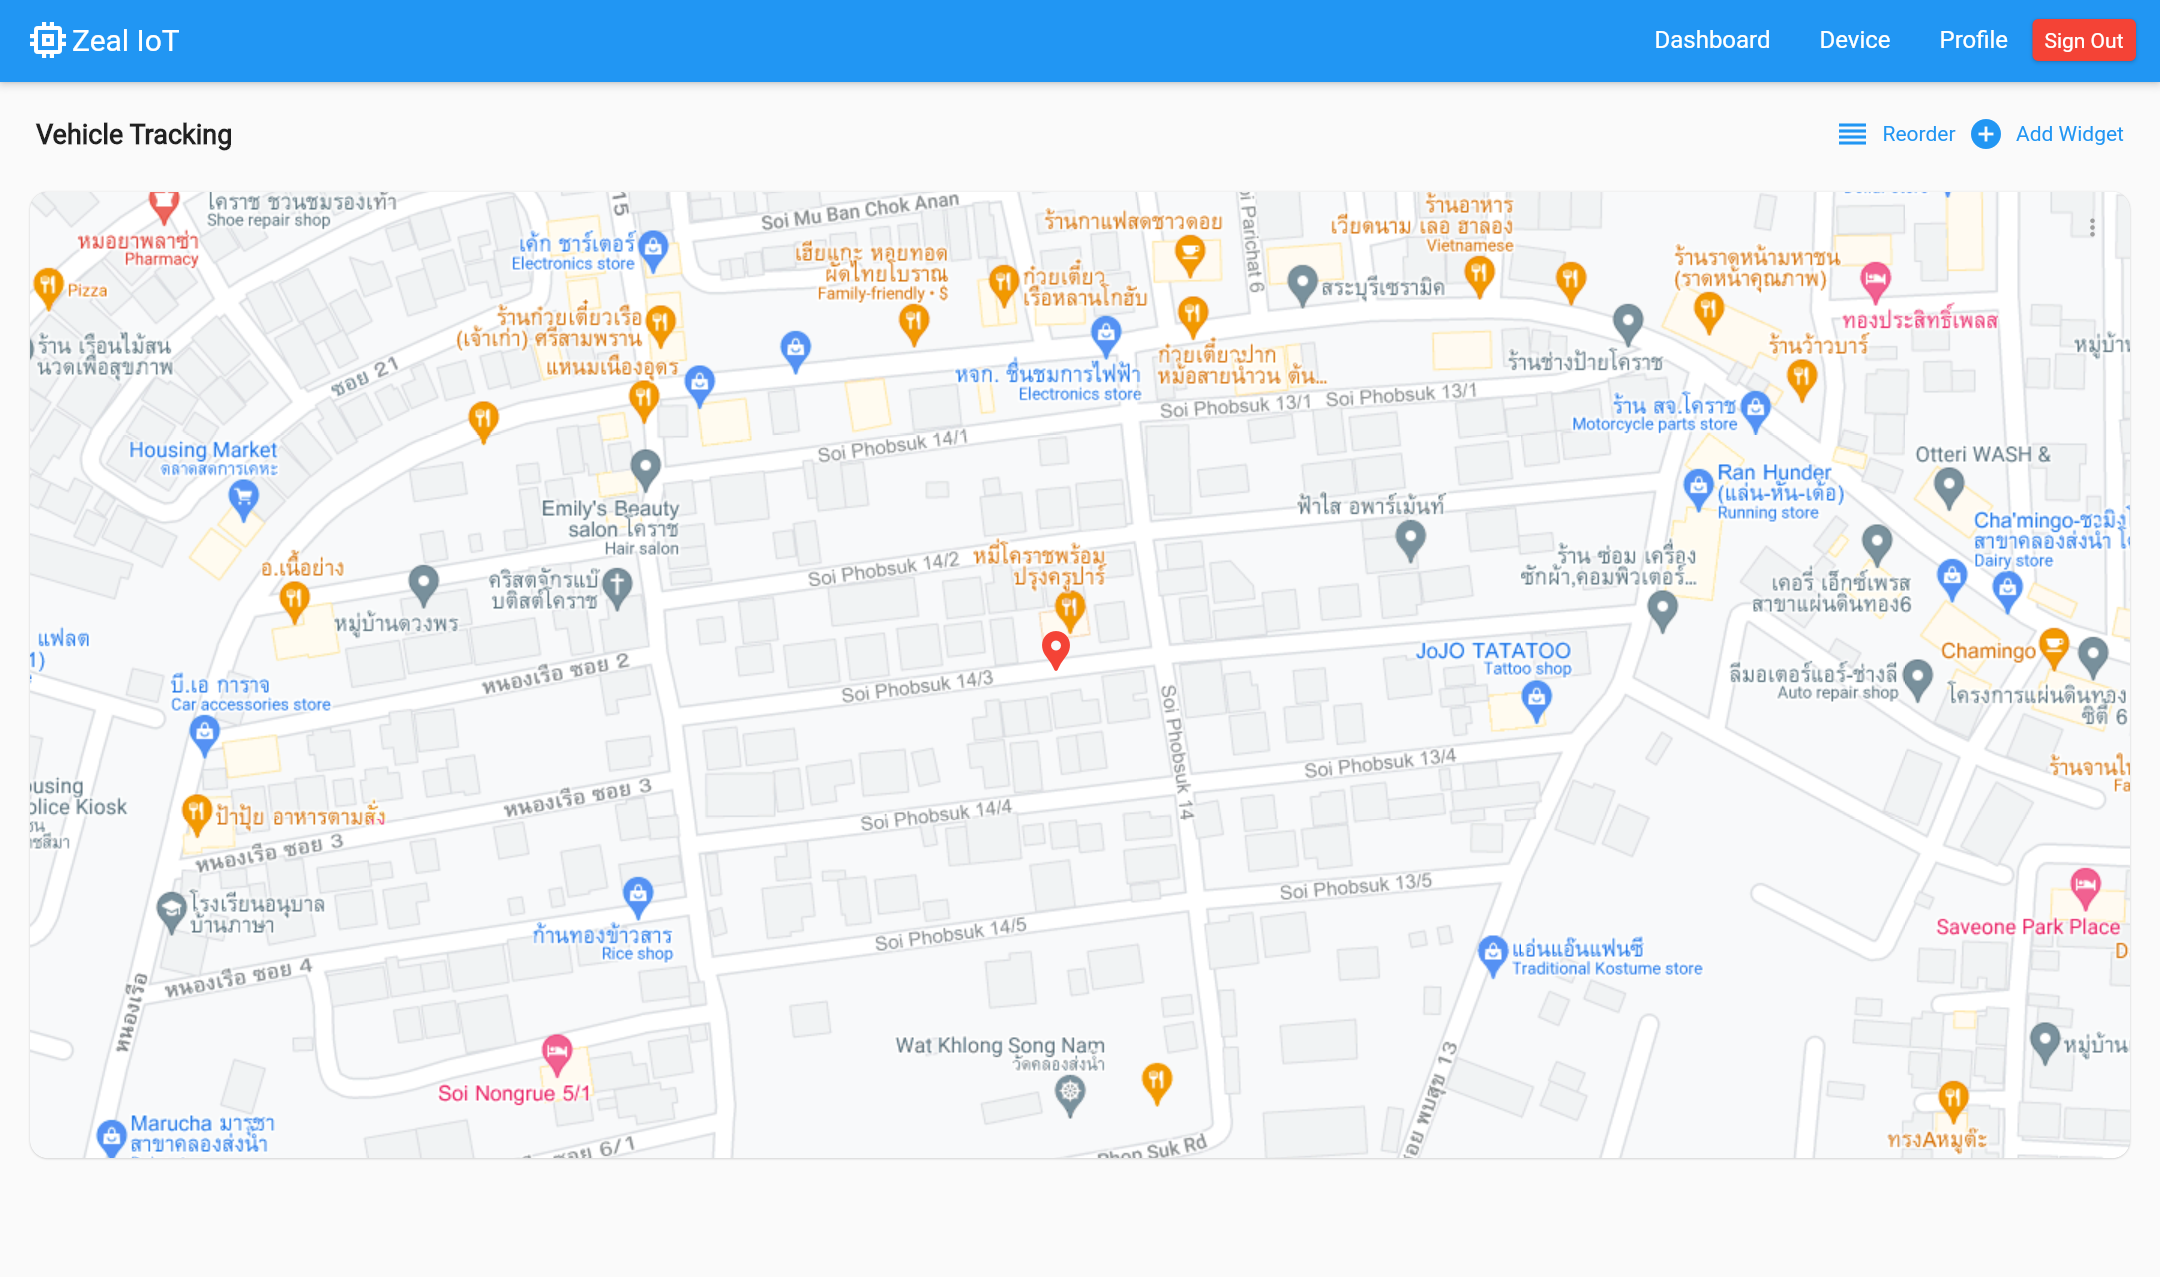 Zeal IoT
Dashboard
Device
Profile
Sign Out
Vehicle Tracking
Reorder
Add Widget
โคราช ชวนชมรองเท้า
Shoe repair shop
หมอยาพลาซ่า
Pharmacy
Pizza
ร้าน เรือนไม้สน
นวดเพื่อสุขภาพ
ซอย 21
15
เค้ก ชาร์เตอร์
Electronics store
Soi Mu Ban Chok Anan
เฮียแกะ หอยทอด
ผัดไทยโบราณ
Family-friendly • $
ร้านก๋วยเตี๋ยวเรือ
(เจ้าเก่า) ศรีสามพราน
แหนมเนืองอุดร
ก๋วยเตี๋ยว
เรือหลานโกฮับ
ร้านกาแฟสดชาวดอย
oi Parichat 6
เวียดนาม เลอ ฮาลอง
ร้านอาหาร
Vietnamese
สระบุรีเซรามิค
ร้านราดหน้ามหาชน
(ราดหน้าคุณภาพ)
ทองประสิทธิ์เพลส
ร้านว้าวบาร์
หมู่บ้าน
ร้านช่างป้ายโคราช
หจก. ชื่นชมการไฟฟ้า
Electronics store
ก๋วยเตี๋ยวปาก
หม้อสายน้ำวน ต้น...
Soi Phobsuk 13/1
Soi Phobsuk 13/1
Soi Phobsuk 14/1
ร้าน สจ.โคราช
Motorcycle parts store
Housing Market
ตลาดสดการเคหะ
Emily's Beauty
salon โคราช
Hair salon
Otteri WASH &
Ran Hunder
(แล่น-หั่น-เด้อ)
Running store
ฟ้าใส อพาร์เม้นท์
Cha'mingo-ชะมิง
สาขาคลองส่งน้ำ โ
Dairy store
ร้าน ซ่อม เครื่อง
ซักผ้า,คอมพิวเตอร์...
หมี่โคราชพร้อม
ปรุงครูปาร์
Soi Phobsuk 14/2
อ.เนื้อย่าง
หมู่บ้านดวงพร
คริสตจักรแบ๊
บติสต์โคราช
เคอรี่ เอ็กซ์เพรส
สาขาแผ่นดินทอง6
แฟลต
1)
หนองเรือ ซอย 2
Soi Phobsuk 14/3
JoJO TATATOO
Tattoo shop
Chamingo
ลีมอเตอร์แอร์-ช่างลี
Auto repair shop
โครงการแผ่นดินทอง
ซิตี้ 6
บี.เอ การาจ
Car accessories store
Soi Phobsuk 14
Soi Phobsuk 13/4
ร้านจานใ
Fa
ousing
olice Kiosk
หนองเรือ ซอย 3
ป้าปุ้ย อาหารตามสั่ง
หนองเรือ ซอย 3
Soi Phobsuk 14/4
Soi Phobsuk 13/5
โรงเรียนอนุบาล
บ้านภาษา
ก้านทองข้าวสาร
Rice shop
Soi Phobsuk 14/5
Saveone Park Place
D
แอ่นแอ๊นแฟนซี
Traditional Kostume store
หนองเรือ ซอย 4
หนองเรือ
Wat Khlong Song Nam
วัดคลองส่งน้ำ
หมู่บ้าน
Soi Nongrue 5/1
Marucha มารุชา
สาขาคลองส่งน้ำ
ซอย 6/1
Phop Suk Rd
ซอย พบสุข 13
ทรงAหมูต๊ะ